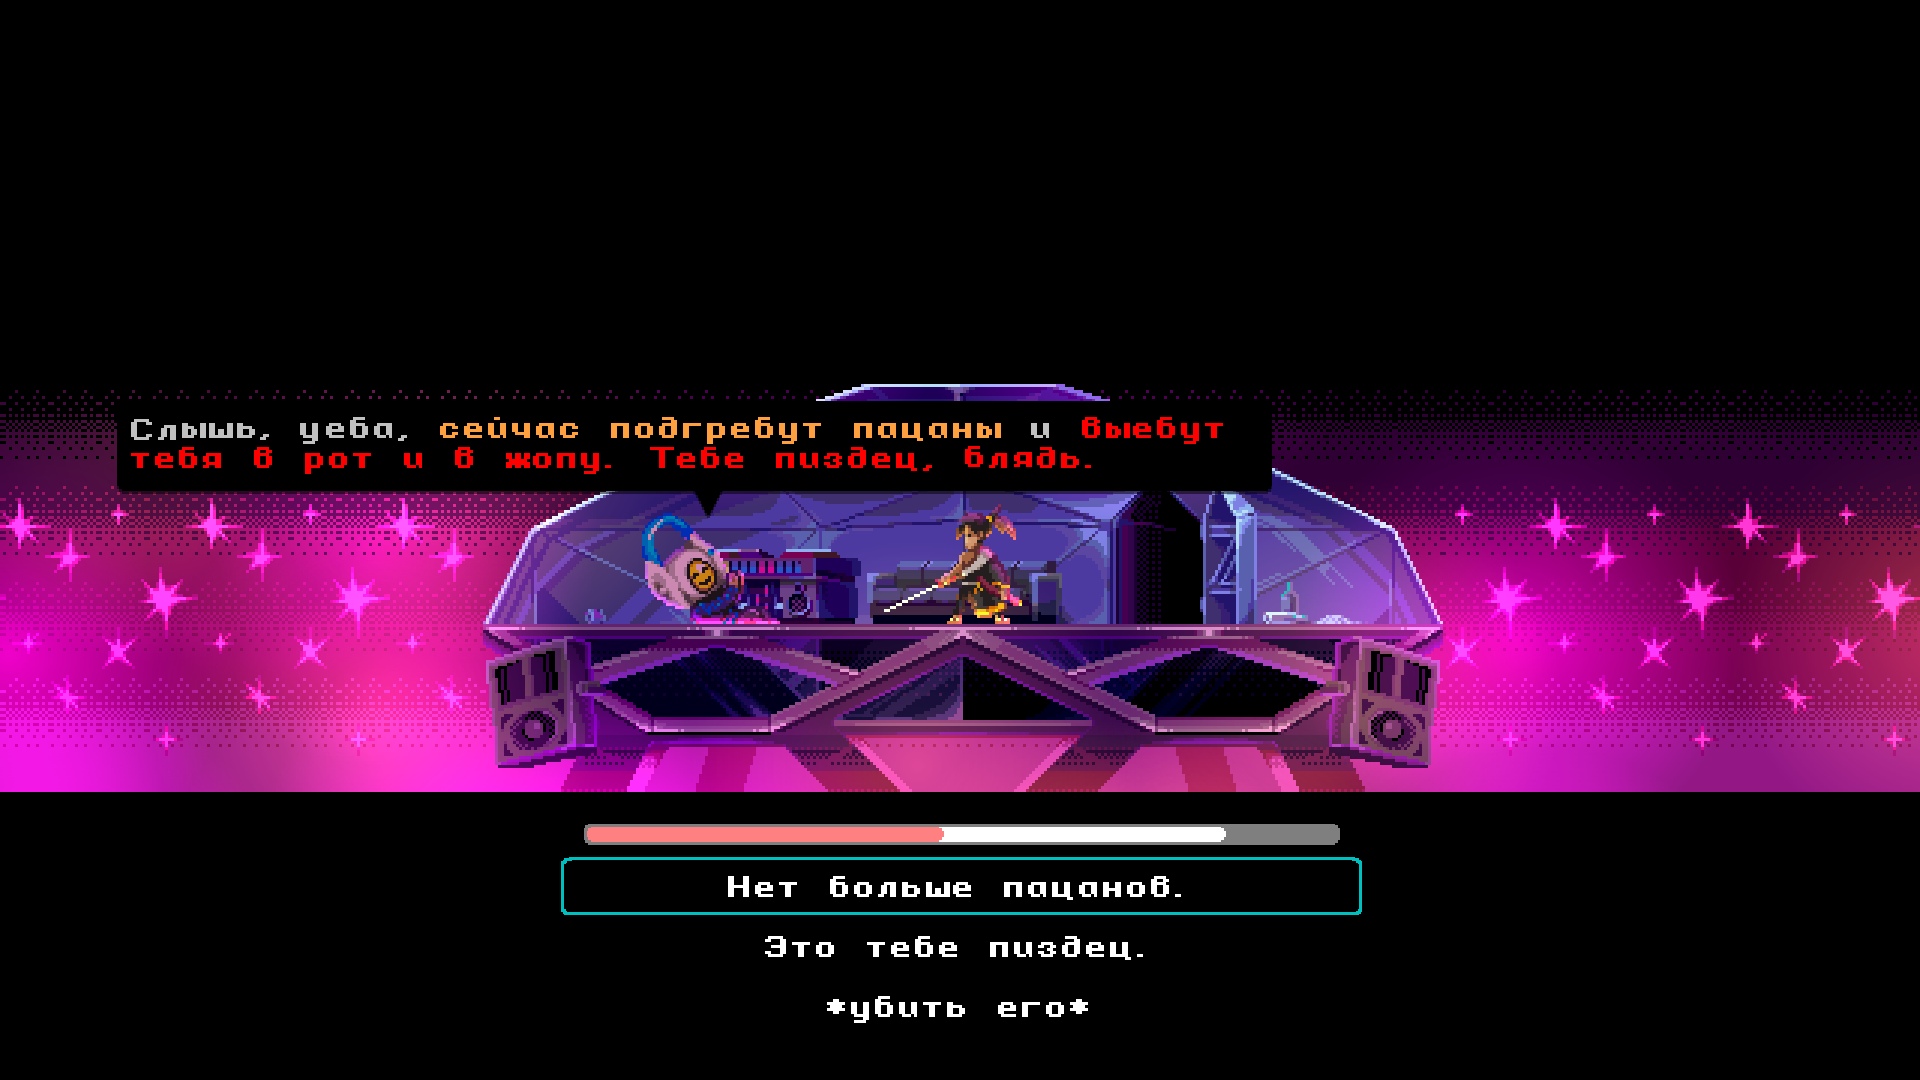 Слышь, уеба, сейчас подгребут пацаны и выебут
тебя в рот и в жопу. Тебе пиздец, блядь.
Нет больше пацанов.
Это тебе пиздец.
*убить его*